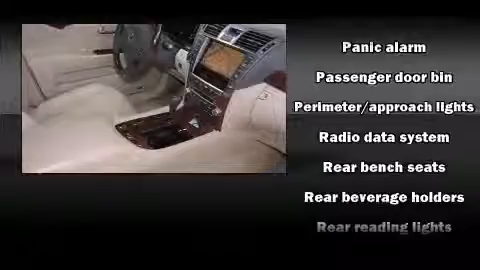 Panic alarm
Passenger door bin
Perimeter/approach lights
Radio data system
Rear bench seats
Rear beverage holders
Rear reading lights